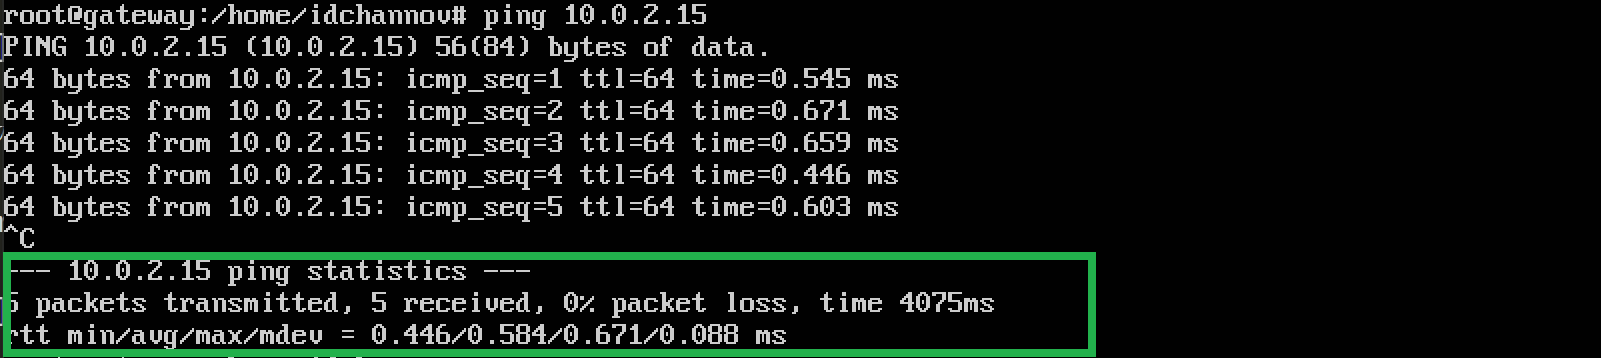 root@gateway:/home/idchannov# ping 10.0.2.15
PING 10.0.2.15 (10.0.2.15) 56(84) bytes of data.
64 bytes from 10.0.2.15: icmp_seq=1 ttl=64 time=0.545 ms
64 bytes from 10.0.2.15: icmp_seq=2 ttl=64 time=0.671 ms
64 bytes from 10.0.2.15: icmp_seq=3 ttl=64 time=0.659 ms
64 bytes from 10.0.2.15: icmp_seq=4 ttl=64 time=0.446 ms
64 bytes from 10.0.2.15: icmp_seq=5 ttl=64 time=0.603 ms
^C
--- 10.0.2.15 ping statistics ---
5 packets transmitted, 5 received, 0% packet loss, time 4075ms
rtt min/avg/max/mdev = 0.446/0.584/0.671/0.088 ms